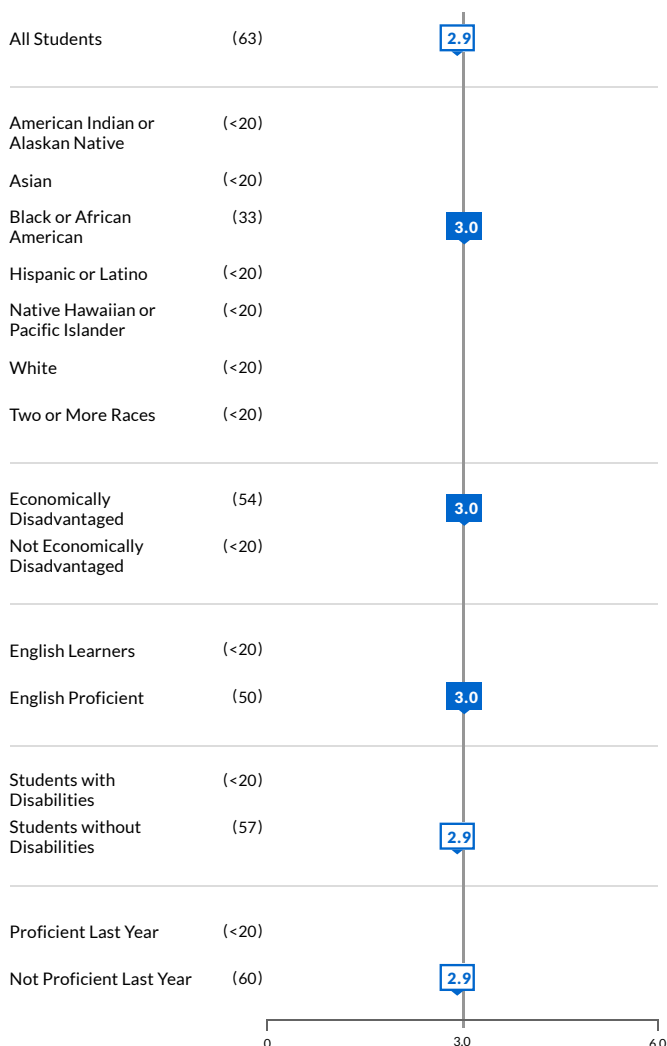 All Students (63) 2.9
American Indian or (<20)
Alaskan Native
Asian (<20)
Black or African (33) 3.0
American
Hispanic or Latino (<20)
Native Hawaiian or (<20)
Pacific Islander
White (<20)
Two or More Races (<20)
Economically (54) 3.0
Disadvantaged
Not Economically (<20)
Disadvantaged
English Learners (<20)
English Proficient (50) 3.0
Students with (<20)
Disabilities
Students without (57) 2.9
Disabilities
Proficient Last Year (<20)
Not Proficient Last Year (60) 2.9
0 3.0 6.0